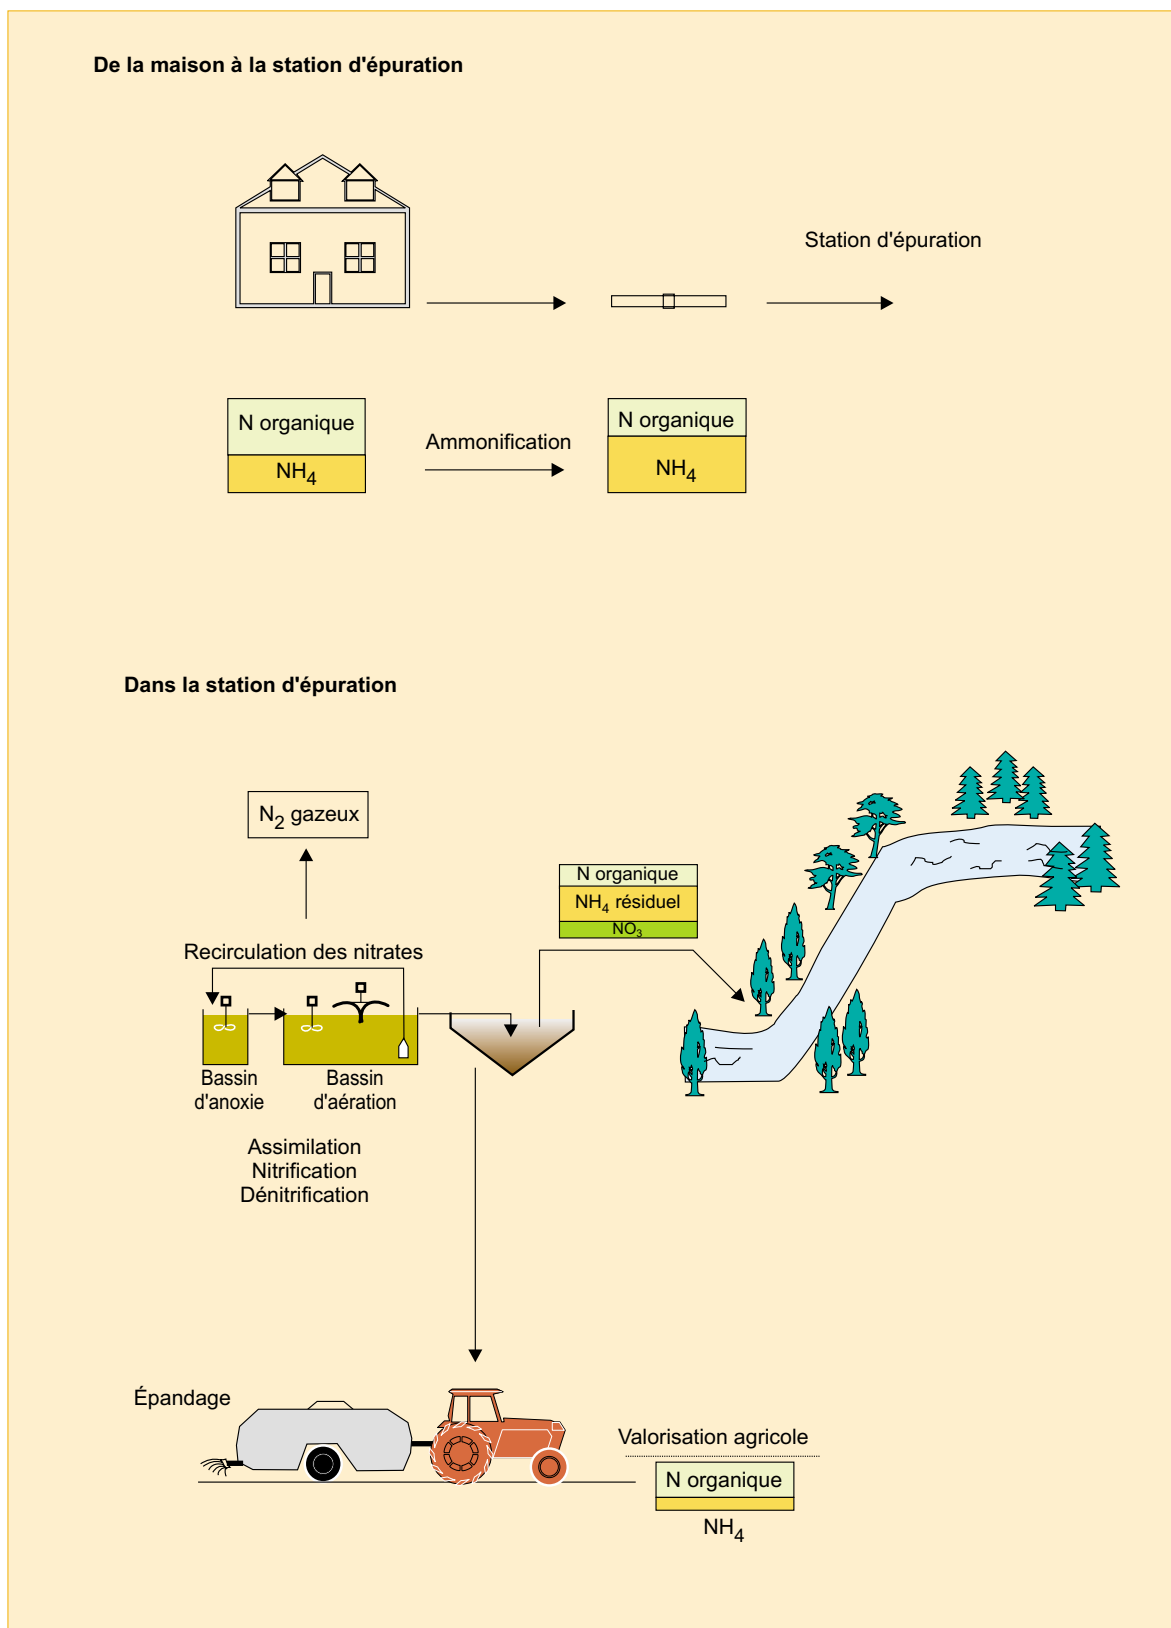 De la maison à la station d'épuration
Station d'épuration
N organique
NH4
Ammonification
N organique
NH4
Dans la station d'épuration
N2 gazeux
N organique
NH4 résiduel
NO3
Recirculation des nitrates
Bassin
d'anoxie
Bassin
d'aération
Assimilation
Nitrification
Dénitrification
Épandage
Valorisation agricole
N organique
NH4